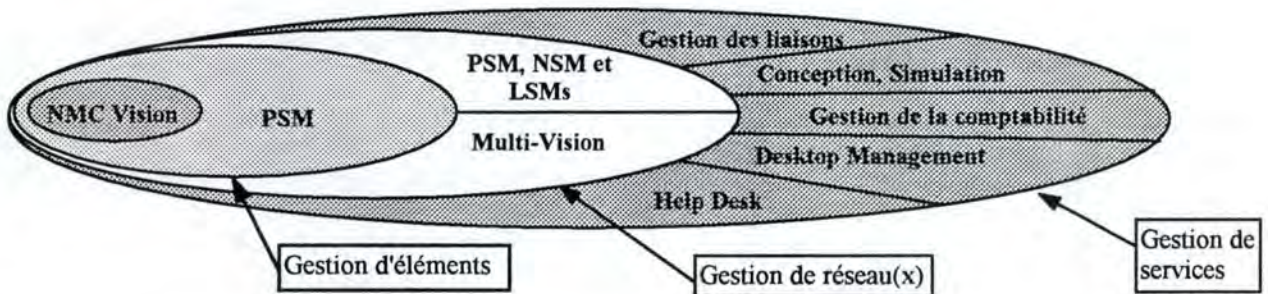 Gestion des liaisons
PSM, NSM et
LSMs
Conception, Simulation
NMC Vision
PSM
Gestion de la comptabilité
Multi-Vision
Desktop Management
Help Desk
Gestion d'éléments
Gestion de réseau(x)
Gestion de
services